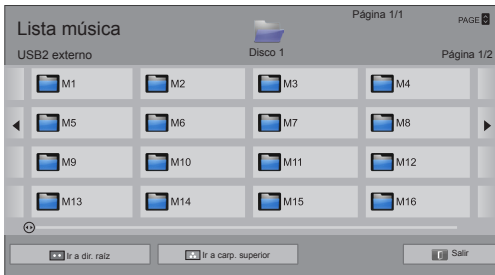 Lista música
Página 1/1
PAGE
USB2 externo
Disco 1
Página 1/2
M1 M2 M3 M4
M5 M6 M7 M8
M9 M10 M11 M12
M13 M14 M15 M16
Ir a dir. raíz
Ir a carp. superior
Salir